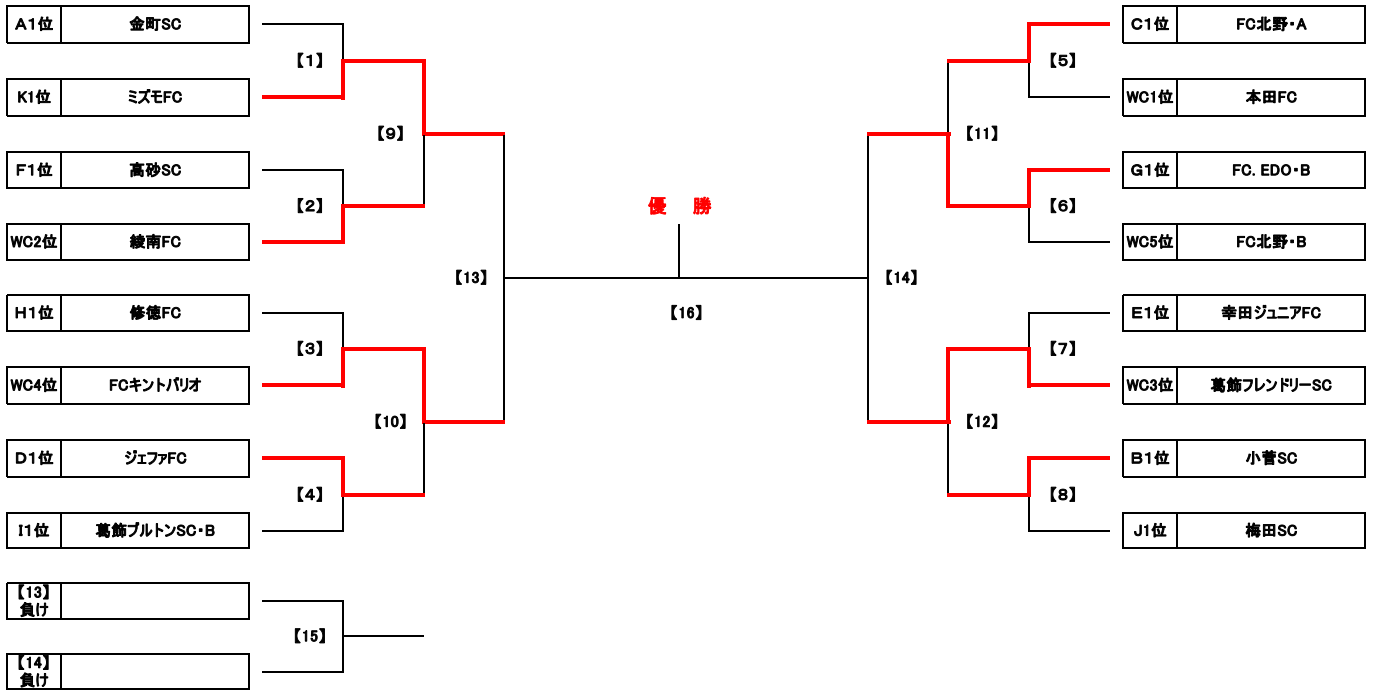 A1位 金町SC
【1】
K1位 ミズモFC
【9】
F1位 高砂SC
【2】
WC2位 綾南FC
【13】
H1位 修徳FC
【3】
WC4位 FCキントバリオ
【10】
D1位 ジェファFC
【4】
I1位 葛飾ブルトンSC・B
【13】
負け
【15】
【14】
負け
優 勝
【16】
C1位 FC北野・A
【5】
WC1位 本田FC
【11】
G1位 FC. EDO・B
【6】
WC5位 FC北野・B
【14】
E1位 幸田ジュニアFC
【7】
WC3位 葛飾フレンドリーSC
【12】
B1位 小菅SC
【8】
J1位 梅田SC